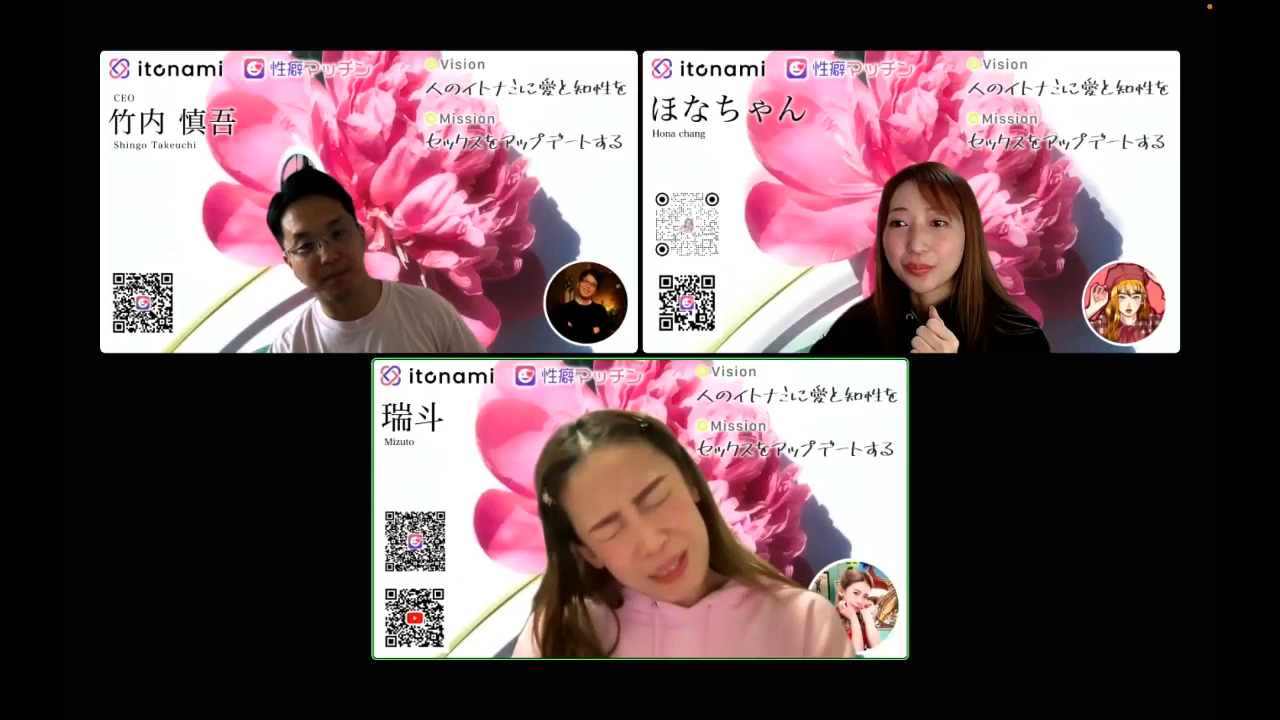 itonami
性癖マッチン
Vision
人のイトナミに愛と知性を
CEO
竹内 慎吾
Shingo Takeuchi
Mission
セックスをアップデートする
itonami
性癖マッチン
Vision
人のイトナミに愛と知性を
ほなちゃん
Hona chang
Mission
セックスをアップデートする
itonami
性癖マッチン
Vision
人のイトナミに愛と知性を
瑞斗
Mizuto
Mission
セックスをアップデートする